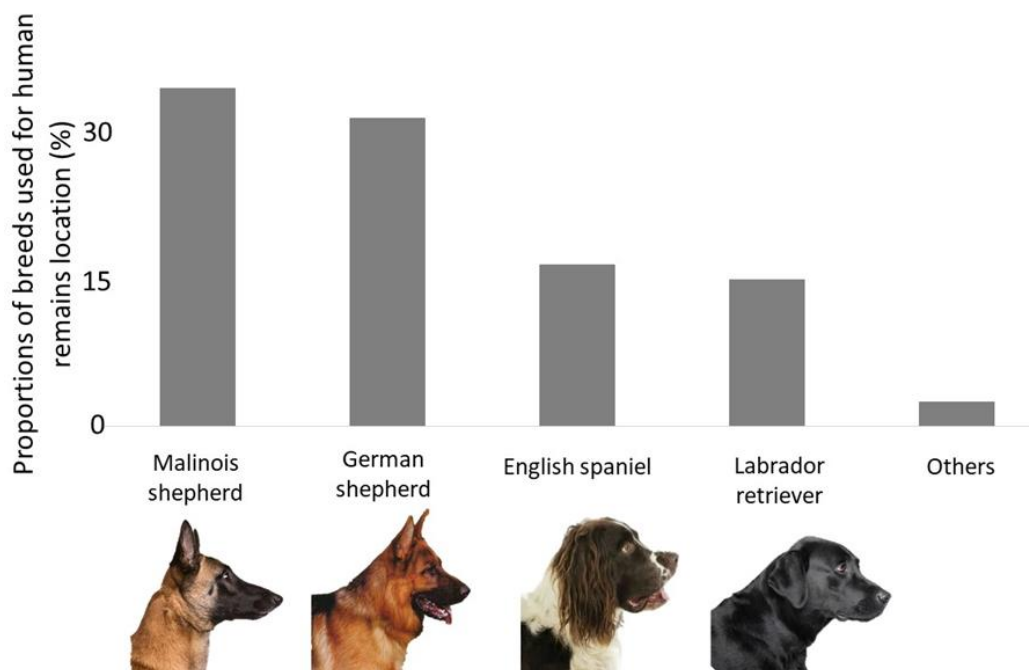 Proportions of breeds used for human
remains location (%)
30
15
0
Malinois
shepherd
German
shepherd
English spaniel
Labrador
retriever
Others